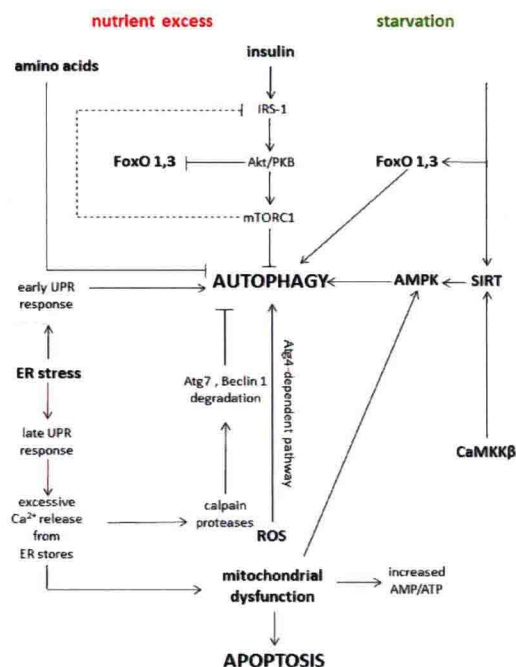 nutrient excess
starvation
amino acids
insulin
IRS-1
FoxO 1,3
Akt/PKB
FoxO 1,3
mTORC1
early UPR
response
AUTOPHAGY
AMPK
SIRT
ER stress
Atg7 , Beclin 1
degradation
Atg4-dependent pathway
late UPR
response
CaMKKβ
excessive
Ca²⁺ release
from
ER stores
calpain
proteases
ROS
mitochondrial
dysfunction
increased
AMP/ATP
APOPTOSIS